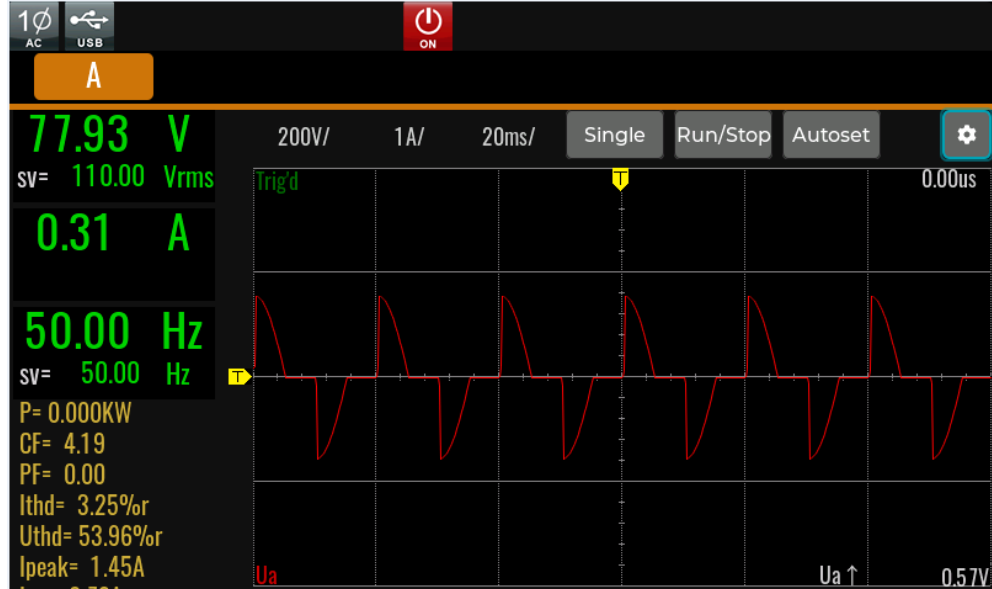 1Ø
AC
USB
ON
A
77.93 V
sv= 110.00 Vrms
0.31 A
50.00 Hz
sv= 50.00 Hz
P= 0.000KW
CF= 4.19
PF= 0.00
Ithd= 3.25%r
Uthd= 53.96%r
Ipeak= 1.45A
200V/ 1A/ 20ms/ Single Run/Stop Autoset
Trig'd T 0.00us
T
Ua Ua↑ 0.57V